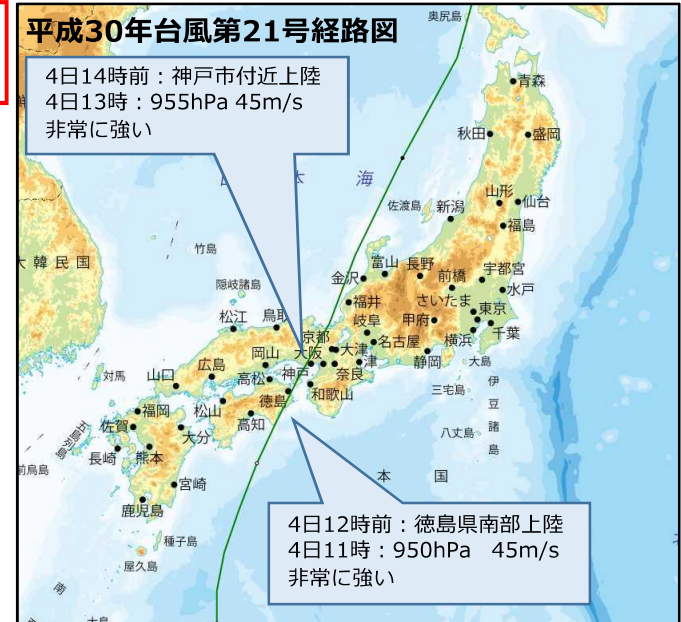 平成30年台風第21号経路図
奥尻島
4日14時前：神戸市付近上陸
4日13時：955hPa 45m/s
非常に強い
青森
秋田
盛岡
海
山形
仙台
佐渡島
新潟
福島
竹島
大韓民国
富山
長野
宇都宮
前橋
金沢
水戸
隠岐諸島
さいたま
福井
東京
松江
鳥取
岐阜
甲府
千葉
京都
横浜
大津
名古屋
岡山
大阪
津
静岡
大島
広島
奈良
対馬
山口
高松
神戸
三宅島
伊豆諸島
徳島
和歌山
福岡
松山
佐賀
高知
八丈島
大分
五島列島
長崎
熊本
本
国
宮崎
鹿児島
4日12時前：徳島県南部上陸
4日11時：950hPa 45m/s
非常に強い
種子島
屋久島
南
大島